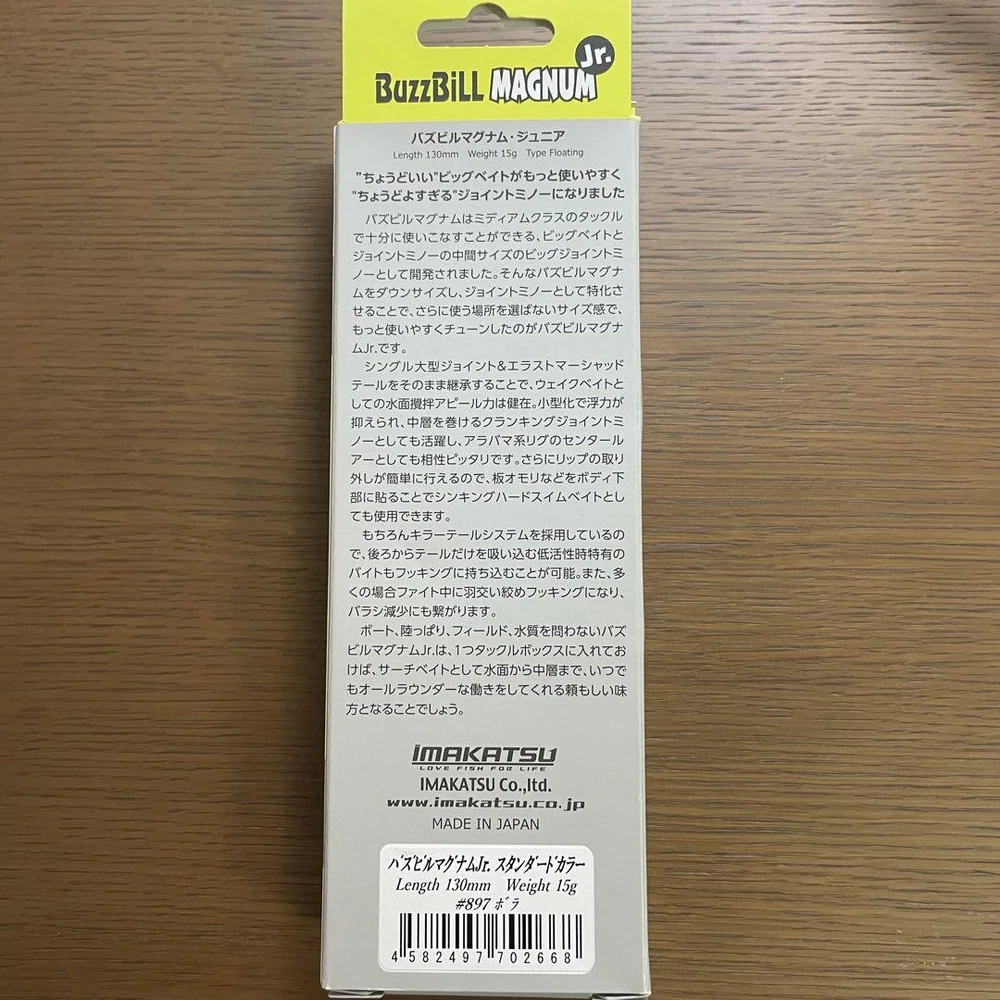 BuzzBiLL MAGNUM Jr.
バズビルマグナム・ジュニア
Length 130mm Weight 15g Type Floating
"ちょうどいい"ビッグベイトがもっと使いやすく
"ちょうどよすぎる"ジョイントミノーになりました
バズビルマグナムはミディアムクラスのタックル
で十分に使いこなすことができる、ビッグベイトと
ジョイントミノーの中間サイズのビッグジョイントミ
ノーとして開発されました。そんなバズビルマグナ
ムをダウンサイズし、ジョイントミノーとして特化さ
せることで、さらに使う場所を選ばないサイズ感で、
もっと使いやすくチューンしたのがバズビルマグナ
ムJr.です。
シングル大型ジョイント&エラストマーシャッド
テールをそのまま継承することで、ウェイクベイトと
しての水面攪拌アピール力は健在。小型化で浮力が
抑えられ、中層を巻けるクランキングジョイントミ
ノーとしても活躍し、アラバマ系リグのセンタール
アーとしても相性ピッタリです。さらにリップの取り
外しが簡単に行えるので、板オモリなどをボディ下
部に貼ることでシンキングハードスイムベイトとし
ても使用できます。
もちろんキラーテールシステムを採用しているの
で、後ろからテールだけを吸い込む低活性時特有の
バイトもフッキングに持ち込むことが可能。また、多
くの場合ファイト中に羽交い絞めフッキングになり、
バラシ減少にも繋がります。
ボート、陸っぱり、フィールド、水質を問わないバズ
ビルマグナムJr.は、1つタックルボックスに入れてお
けば、サーチベイトとして水面から中層まで、いつで
もオールラウンダーな働きをしてくれる頼もしい味
方となることでしょう。
IMAKATSU
LOVE FISH FOR LIFE
IMAKATSU Co.,ltd.
www.imakatsu.co.jp
MADE IN JAPAN
バズビルマグナムJr. スタンダードカラー
Length 130mm Weight 15g
#897 ボラ
4 582497 702668